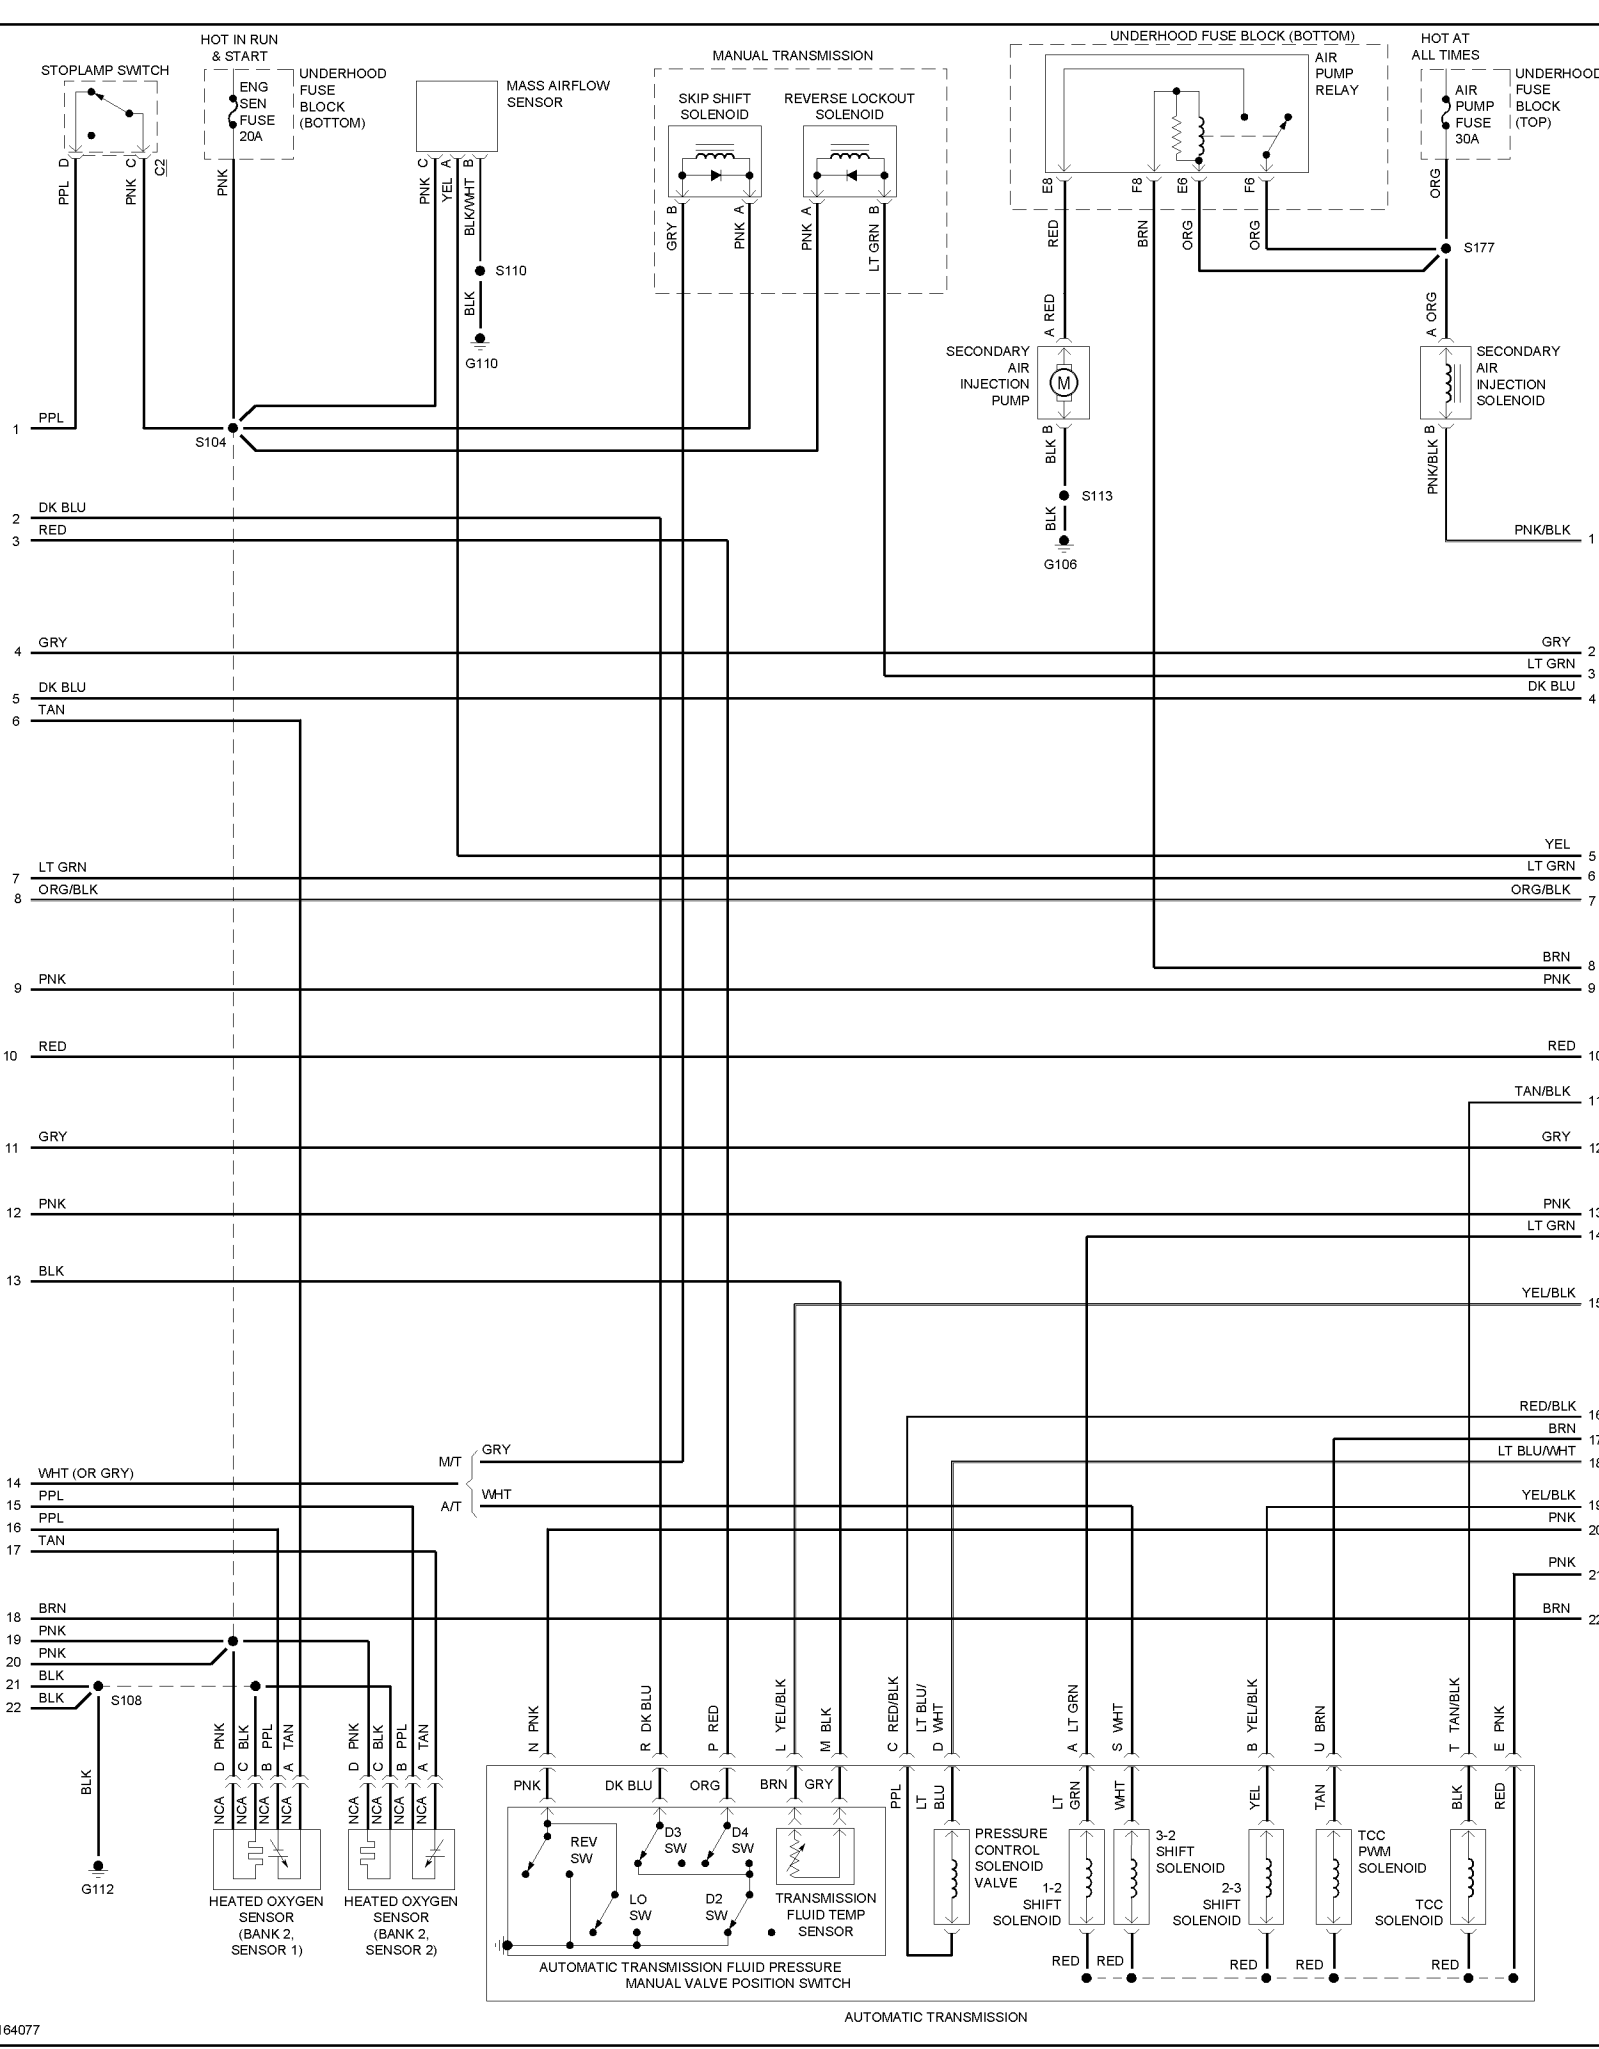 HOT IN RUN
& START
STOPLAMP SWITCH
ENG
SEN
FUSE
20A
UNDERHOOD
FUSE
BLOCK
(BOTTOM)
MASS AIRFLOW
SENSOR
MANUAL TRANSMISSION
SKIP SHIFT
SOLENOID
REVERSE LOCKOUT
SOLENOID
UNDERHOOD FUSE BLOCK (BOTTOM)
AIR
PUMP
RELAY
HOT AT
ALL TIMES
AIR
PUMP
FUSE
30A
UNDERHOOD
FUSE
BLOCK
(TOP)
D
C
C2
PPL
PNK
PNK
C
A
B
PNK
YEL
BLK/WHT
S110
BLK
G110
GRY B
PNK A
PNK A
LT GRN B
E8
F8
E6
F6
RED
BRN
ORG
ORG
ORG
S177
A RED
A ORG
SECONDARY
AIR
INJECTION
PUMP
M
SECONDARY
AIR
INJECTION
SOLENOID
BLK B
PNK/BLK B
S113
BLK
G106
1 PPL
S104
2 DK BLU
3 RED
PNK/BLK 1
4 GRY
GRY 2
LT GRN 3
5 DK BLU
DK BLU 4
6 TAN
YEL 5
7 LT GRN
LT GRN 6
8 ORG/BLK
ORG/BLK 7
BRN 8
9 PNK
PNK 9
10 RED
RED 10
TAN/BLK 11
11 GRY
GRY 12
12 PNK
PNK 13
LT GRN 14
13 BLK
YEL/BLK 15
RED/BLK 16
BRN 17
M/T GRY
LT BLU/WHT 18
14 WHT (OR GRY)
15 PPL
A/T WHT
YEL/BLK 19
16 PPL
PNK 20
17 TAN
PNK 21
18 BRN
BRN 22
19 PNK
20 PNK
21 BLK
22 BLK
S108
BLK
G112
D PNK
C BLK
B PPL
A TAN
D PNK
C BLK
B PPL
A TAN
NCA
NCA
NCA
NCA
NCA
NCA
NCA
NCA
HEATED OXYGEN
SENSOR
(BANK 2,
SENSOR 1)
HEATED OXYGEN
SENSOR
(BANK 2,
SENSOR 2)
N PNK
R DK BLU
P RED
L YEL/BLK
M BLK
C RED/BLK
LT BLU/
D WHT
A LT GRN
S WHT
B YEL/BLK
U BRN
T TAN/BLK
E PNK
PNK
DK BLU
ORG
BRN
GRY
PPL
LT
BLU
LT
GRN
WHT
YEL
TAN
BLK
RED
REV
SW
D3
SW
D4
SW
LO
SW
D2
SW
TRANSMISSION
FLUID TEMP
SENSOR
PRESSURE
CONTROL
SOLENOID
VALVE
1-2
SHIFT
SOLENOID
3-2
SHIFT
SOLENOID
2-3
SHIFT
SOLENOID
TCC
PWM
SOLENOID
TCC
SOLENOID
RED
RED
RED
RED
RED
AUTOMATIC TRANSMISSION FLUID PRESSURE
MANUAL VALVE POSITION SWITCH
AUTOMATIC TRANSMISSION
164077